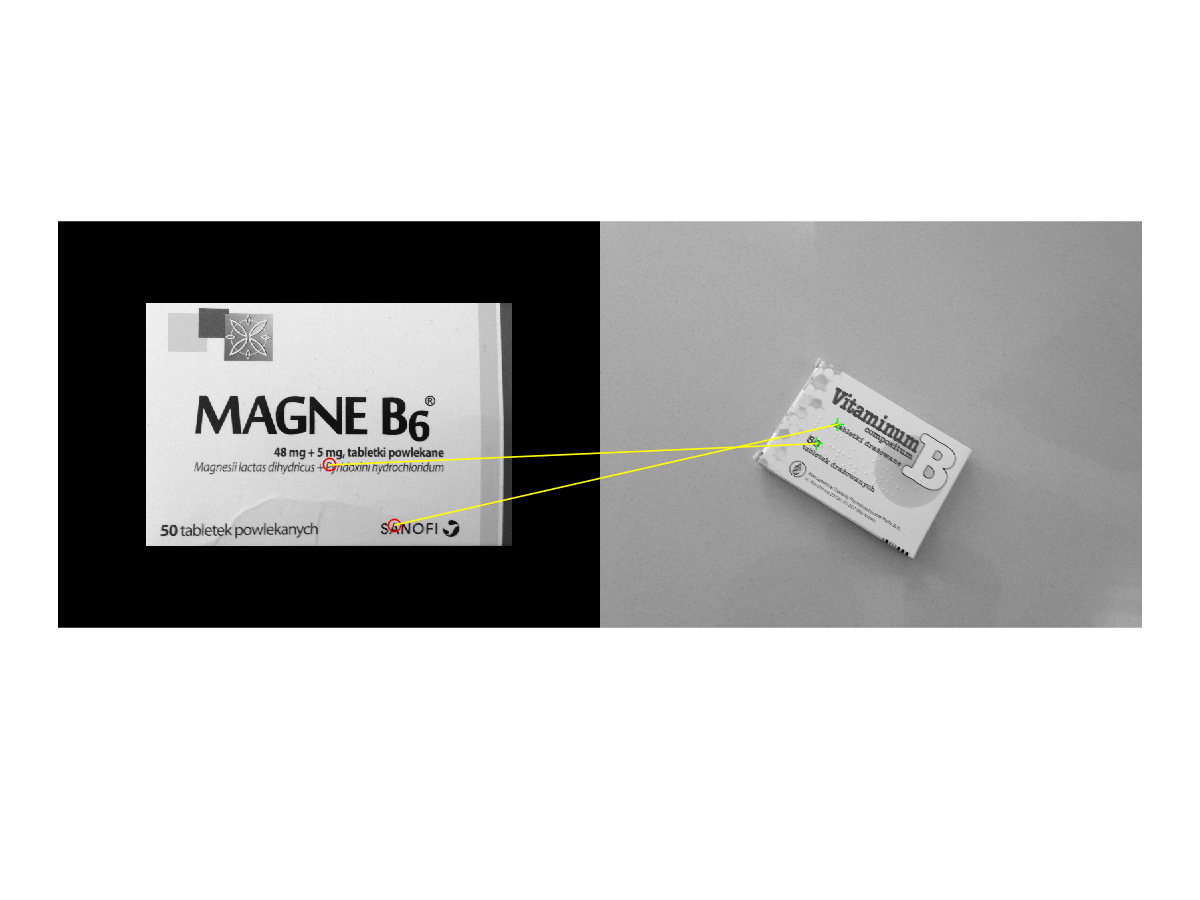 MAGNE B6®
48 mg + 5 mg, tabletki powlekane
Magnesii lactas dihydricus + Pyridoxini hydrochloridum
50 tabletek powlekanych
SANOFI
Vitaminum
B
compositum
tabletki drażowane
tabletek drażowanych